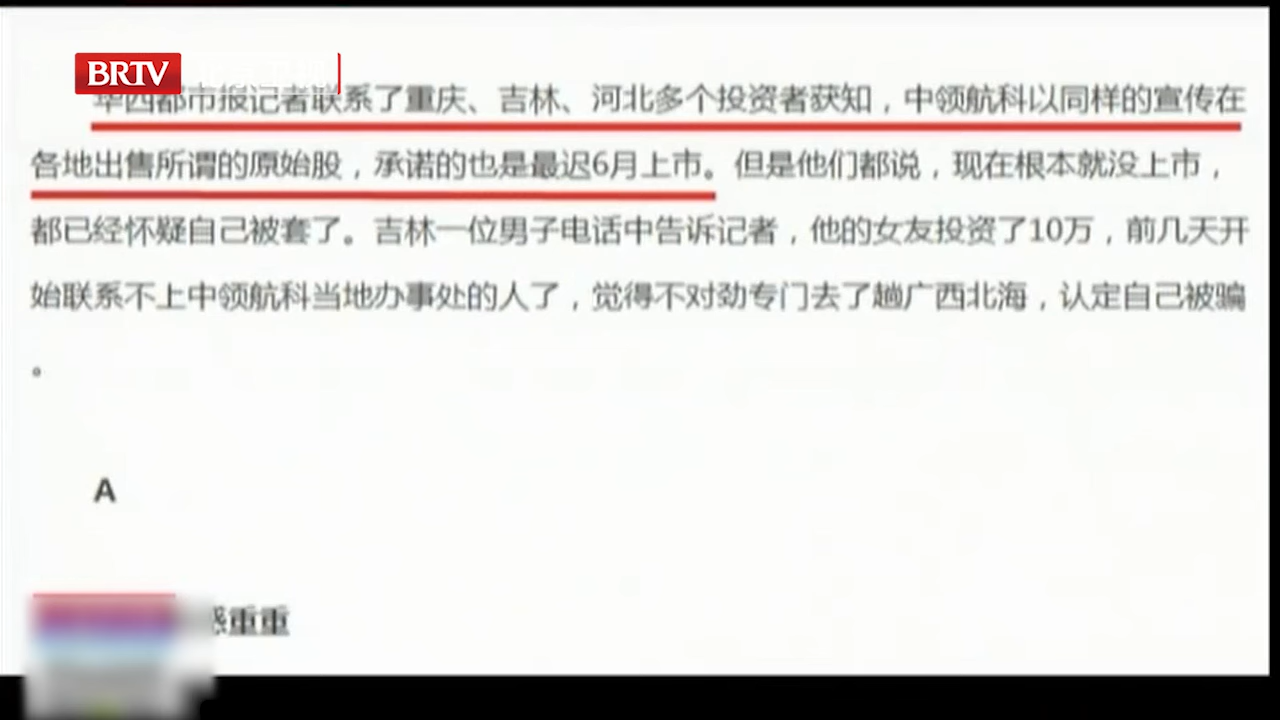 BRTV
华西都市报记者联系了重庆、吉林、河北多个投资者获知，中领航科以同样的宣传在
各地出售所谓的原始股，承诺的也是最迟6月上市。但是他们都说，现在根本就没上市，
都已经怀疑自己被套了。吉林一位男子电话中告诉记者，他的女友投资了10万，前几天开
始联系不上中领航科当地办事处的人了，觉得不对劲专门去了趟广西北海，认定自己被骗
。
A
惑重重